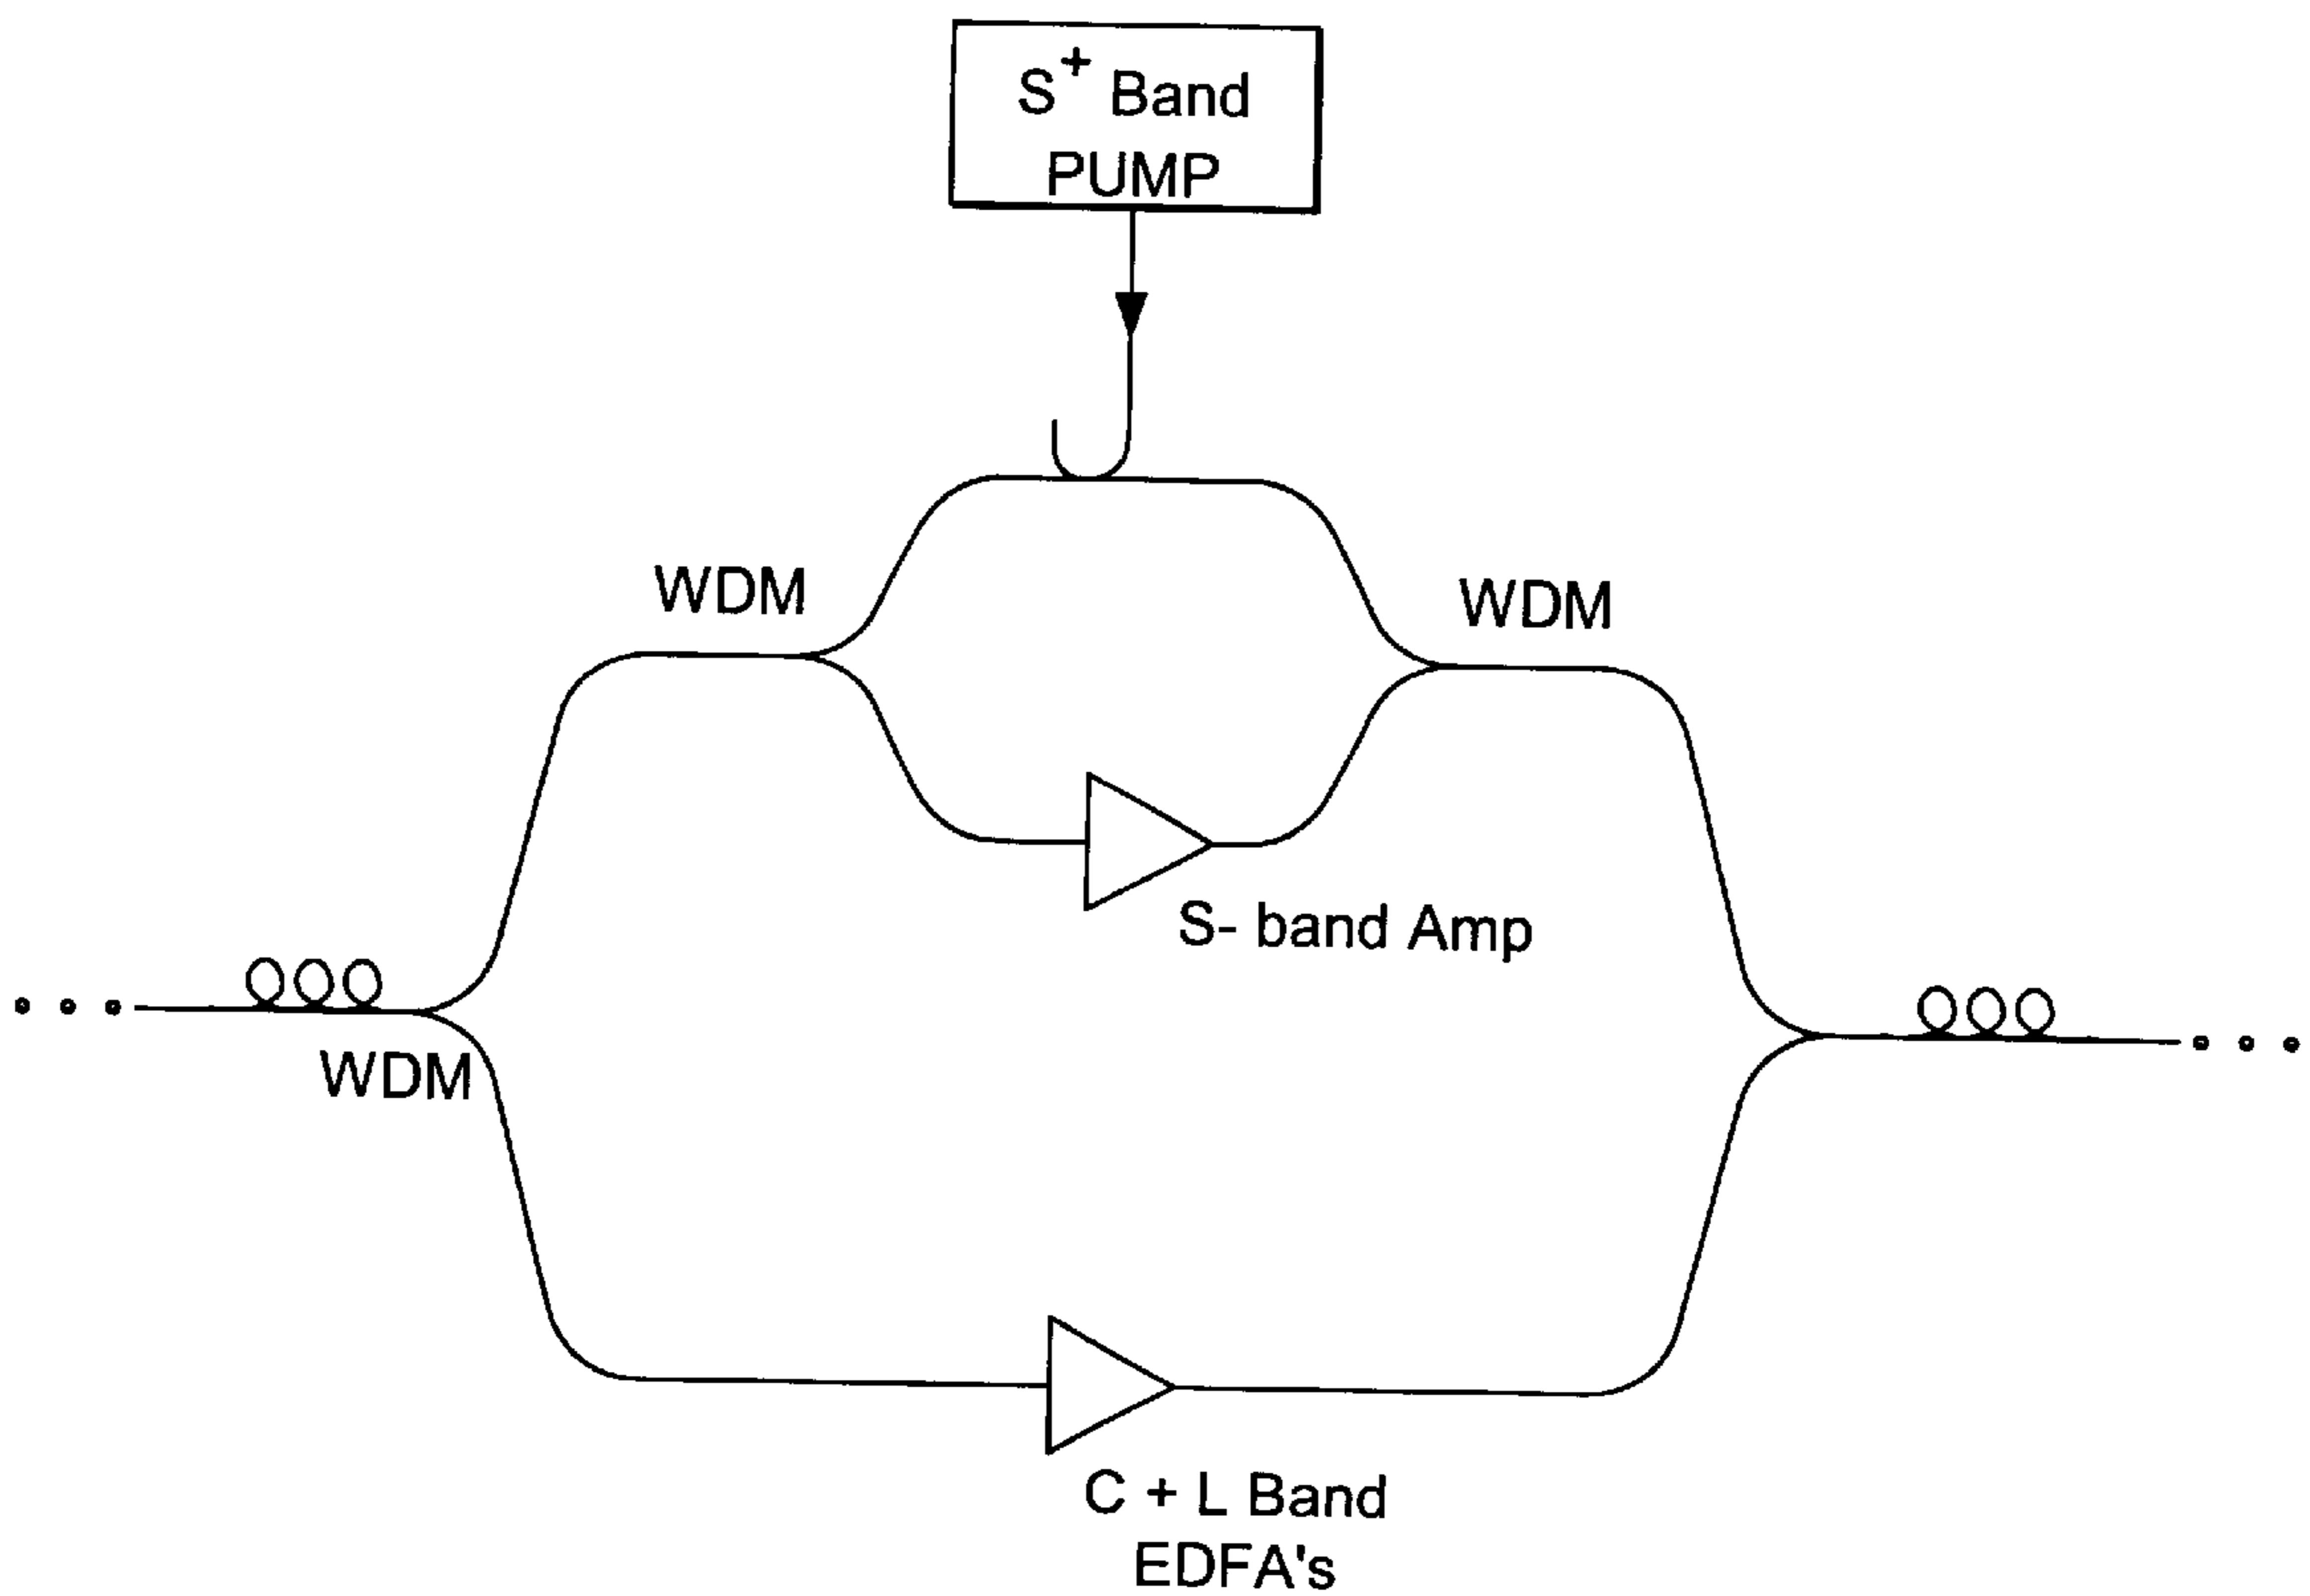 S+ Band
PUMP
WDM
WDM
S- band Amp
WDM
C + L Band
EDFA's